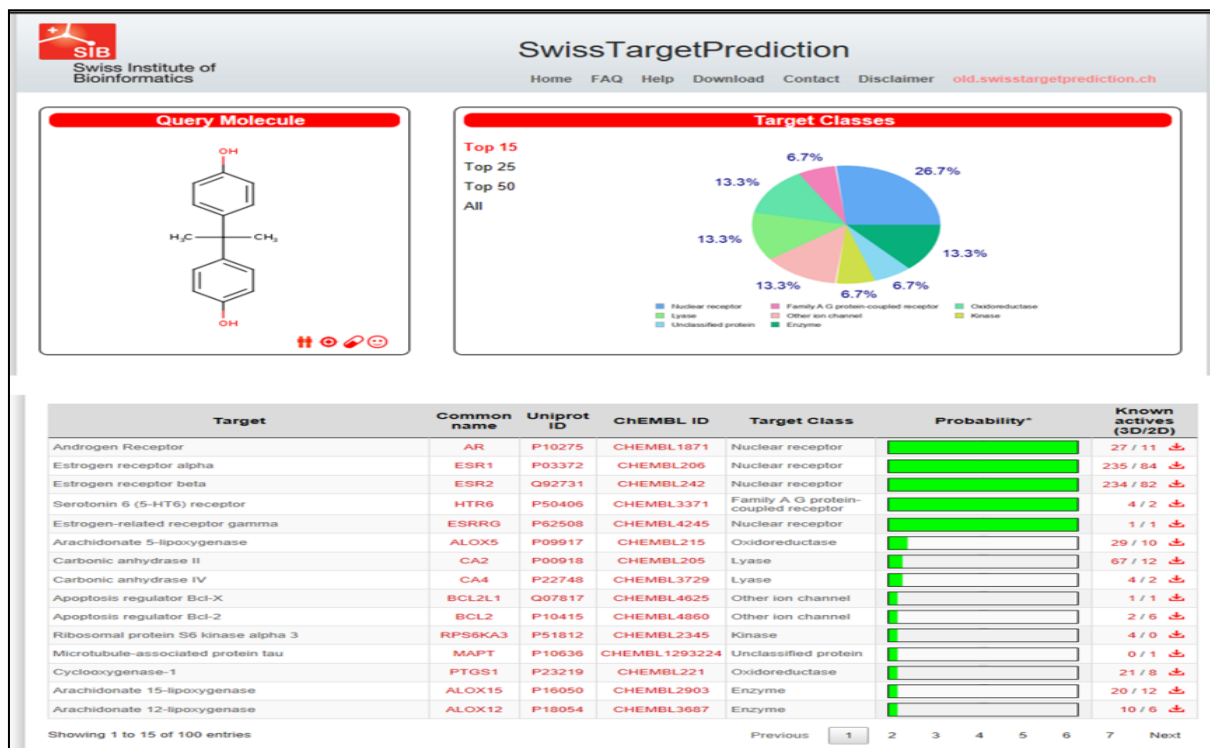 SIB
Swiss Institute of
Bioinformatics
SwissTargetPrediction
Home FAQ Help Download Contact Disclaimer old.swisstargetprediction.ch
Query Molecule
OH
H₃C
CH₃
OH
Target Classes
Top 15
Top 25
Top 50
All
6.7%
26.7%
13.3%
13.3%
13.3%
13.3%
6.7%
6.7%
Nuclear receptor Family A G protein-coupled receptor Oxidoreductase
Lyase Other ion channel Kinase
Unclassified protein Enzyme
Target Common name Uniprot ID ChEMBL ID Target Class Probability* Known actives (3D/2D)
Androgen Receptor AR P10275 CHEMBL1871 Nuclear receptor 27 / 11
Estrogen receptor alpha ESR1 P03372 CHEMBL206 Nuclear receptor 235 / 84
Estrogen receptor beta ESR2 Q92731 CHEMBL242 Nuclear receptor 234 / 82
Serotonin 6 (5-HT6) receptor HTR6 P50406 CHEMBL3371 Family A G protein-coupled receptor 4 / 2
Estrogen-related receptor gamma ESRRG P62508 CHEMBL4245 Nuclear receptor 1 / 1
Arachidonate 5-lipoxygenase ALOX5 P09917 CHEMBL215 Oxidoreductase 29 / 10
Carbonic anhydrase II CA2 P00918 CHEMBL205 Lyase 67 / 12
Carbonic anhydrase IV CA4 P22748 CHEMBL3729 Lyase 4 / 2
Apoptosis regulator Bcl-X BCL2L1 Q07817 CHEMBL4625 Other ion channel 1 / 1
Apoptosis regulator Bcl-2 BCL2 P10415 CHEMBL4860 Other ion channel 2 / 6
Ribosomal protein S6 kinase alpha 3 RPS6KA3 P51812 CHEMBL2345 Kinase 4 / 0
Microtubule-associated protein tau MAPT P10636 CHEMBL1293224 Unclassified protein 0 / 1
Cyclooxygenase-1 PTGS1 P23219 CHEMBL221 Oxidoreductase 21 / 8
Arachidonate 15-lipoxygenase ALOX15 P16050 CHEMBL2903 Enzyme 20 / 12
Arachidonate 12-lipoxygenase ALOX12 P18054 CHEMBL3687 Enzyme 10 / 6
Showing 1 to 15 of 100 entries Previous 1 2 3 4 5 6 7 Next